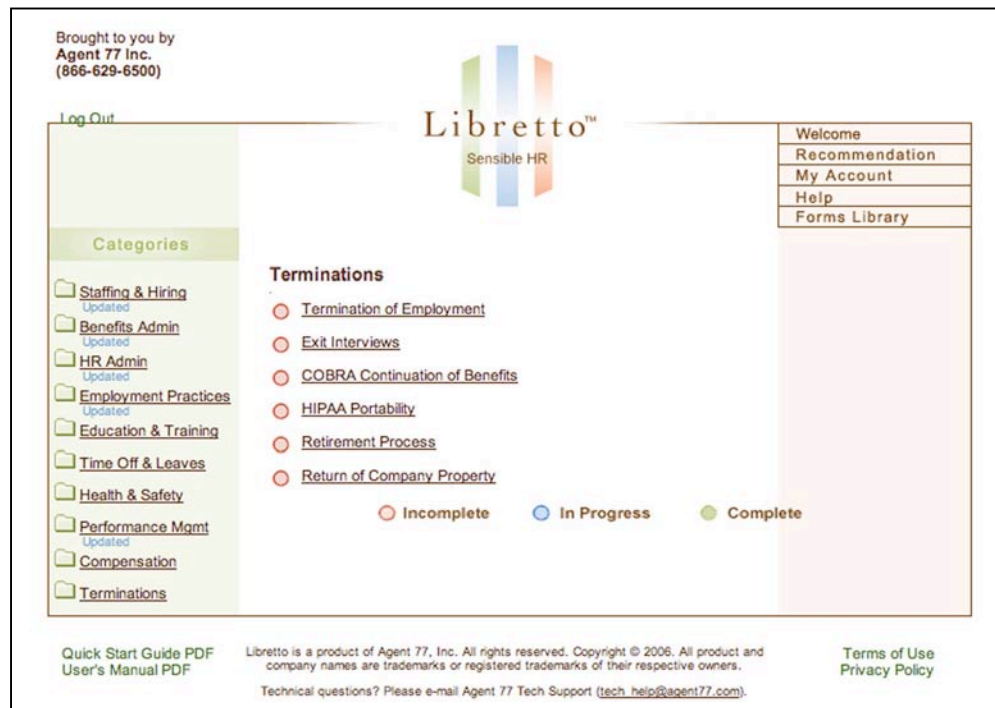 Brought to you by
Agent 77 Inc.
(866-629-6500)
Log Out
Libretto™
Sensible HR
Welcome
Recommendation
My Account
Help
Forms Library
Categories
Staffing & Hiring
Updated
Benefits Admin
Updated
HR Admin
Updated
Employment Practices
Updated
Education & Training
Time Off & Leaves
Health & Safety
Performance Mgmt
Updated
Compensation
Terminations
Terminations
Termination of Employment
Exit Interviews
COBRA Continuation of Benefits
HIPAA Portability
Retirement Process
Return of Company Property
Incomplete In Progress Complete
Quick Start Guide PDF
User's Manual PDF
Libretto is a product of Agent 77, Inc. All rights reserved. Copyright © 2006. All product and
company names are trademarks or registered trademarks of their respective owners.
Technical questions? Please e-mail Agent 77 Tech Support (tech_help@agent77.com).
Terms of Use
Privacy Policy